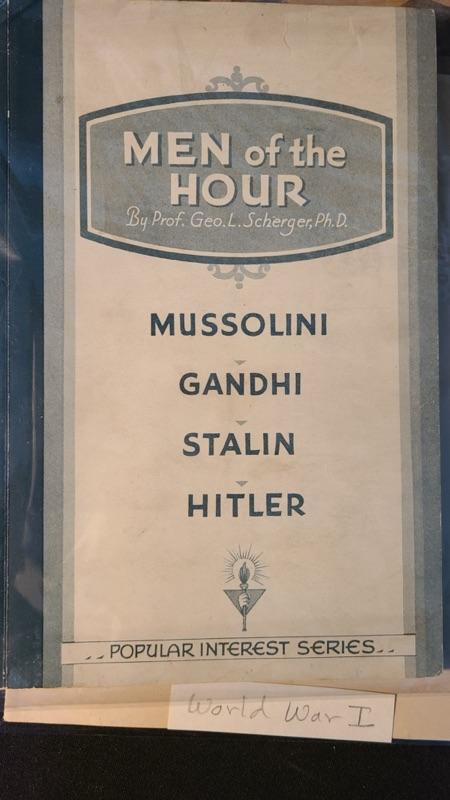 MEN of the
HOUR
By Prof. Geo. L. Scherger, Ph.D.
MUSSOLINI
GANDHI
STALIN
HITLER
.. POPULAR INTEREST SERIES ..
World War I